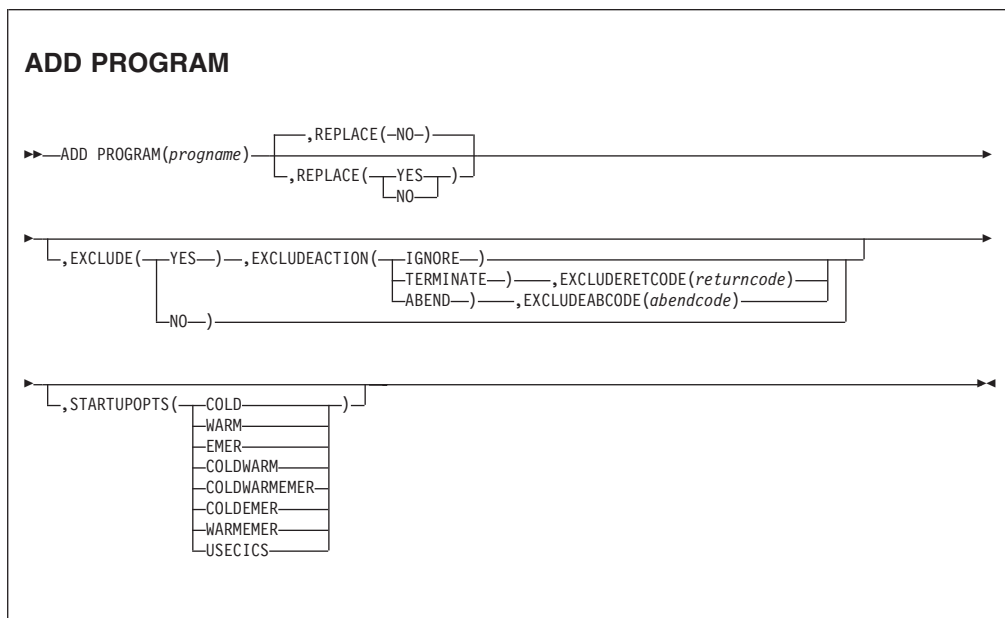 ADD PROGRAM
,REPLACE(NO)
ADD PROGRAM(progname)
,REPLACE(YES)
NO
,EXCLUDE(YES),EXCLUDEACTION(IGNORE)
TERMINATE),EXCLUDERETCODE(returncode)
ABEND),EXCLUDEABCODE(abendcode)
NO)
,STARTUPOPTS(COLD)
WARM
EMER
COLDWARM
COLDWARMEMER
COLDEMER
WARMEMER
USECICS